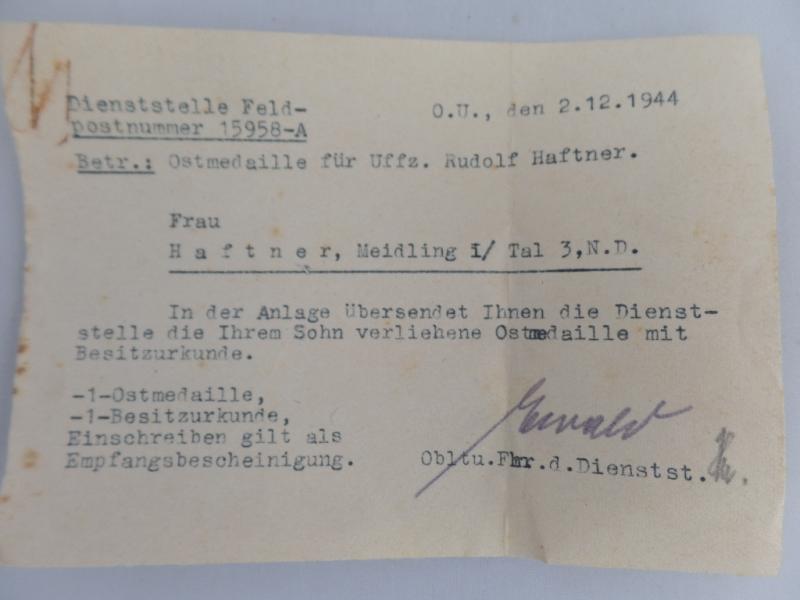 Dienststelle Feld-
postnummer 15958-A
O.U., den 2.12.1944
Betr.: Ostmedaille für Uffz. Rudolf Haftner.
Frau
H a f t n e r, Meidling i/ Tal 3,N.D.
In der Anlage übersendet Ihnen die Dienst-
stelle die Ihrem Sohn verliehene Ostmedaille mit
Besitzurkunde.
-1-Ostmedaille,
-1-Besitzurkunde,
Einschreiben gilt als
Empfangsbescheinigung.
Ewald
Obltu.Fhr.d.Dienstst.